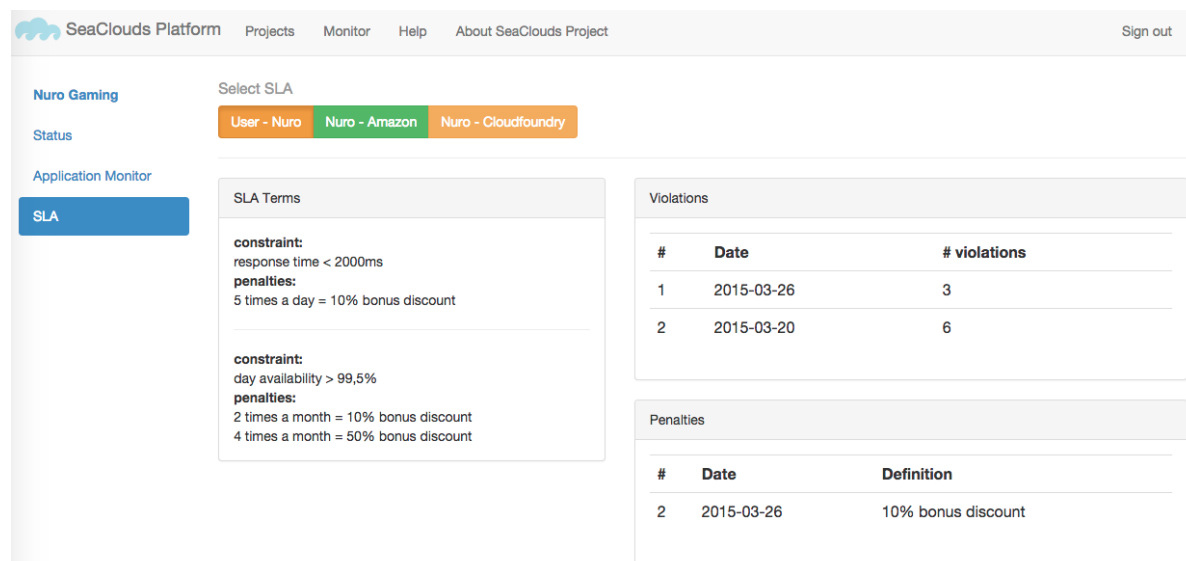 SeaClouds Platform Projects Monitor Help About SeaClouds Project Sign out
Nuro Gaming
Status
Application Monitor
SLA
Select SLA
User - Nuro Nuro - Amazon Nuro - Cloudfoundry
SLA Terms
constraint:
response time < 2000ms
penalties:
5 times a day = 10% bonus discount
constraint:
day availability > 99,5%
penalties:
2 times a month = 10% bonus discount
4 times a month = 50% bonus discount
Violations
# Date # violations
1 2015-03-26 3
2 2015-03-20 6
Penalties
# Date Definition
2 2015-03-26 10% bonus discount